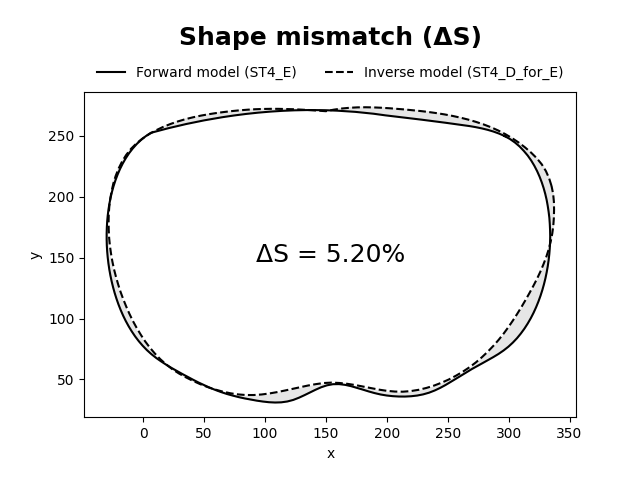 Shape mismatch (ΔS)
Forward model (ST4_E) Inverse model (ST4_D_for_E)
250
200
150
100
50
y
ΔS = 5.20%
0 50 100 150 200 250 300 350
x